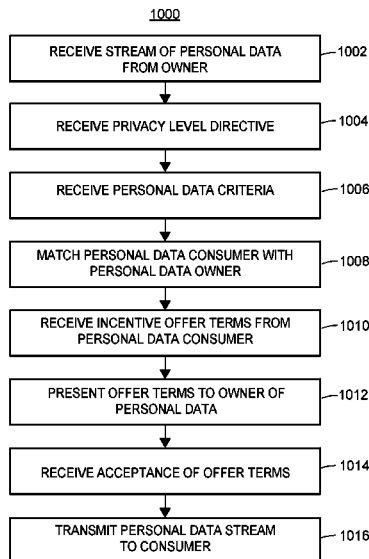 1000
RECEIVE STREAM OF PERSONAL DATA
FROM OWNER
1002
RECEIVE PRIVACY LEVEL DIRECTIVE
1004
RECEIVE PERSONAL DATA CRITERIA
1006
MATCH PERSONAL DATA CONSUMER WITH
PERSONAL DATA OWNER
1008
RECEIVE INCENTIVE OFFER TERMS FROM
PERSONAL DATA CONSUMER
1010
PRESENT OFFER TERMS TO OWNER OF
PERSONAL DATA
1012
RECEIVE ACCEPTANCE OF OFFER TERMS
1014
TRANSMIT PERSONAL DATA STREAM
TO CONSUMER
1016